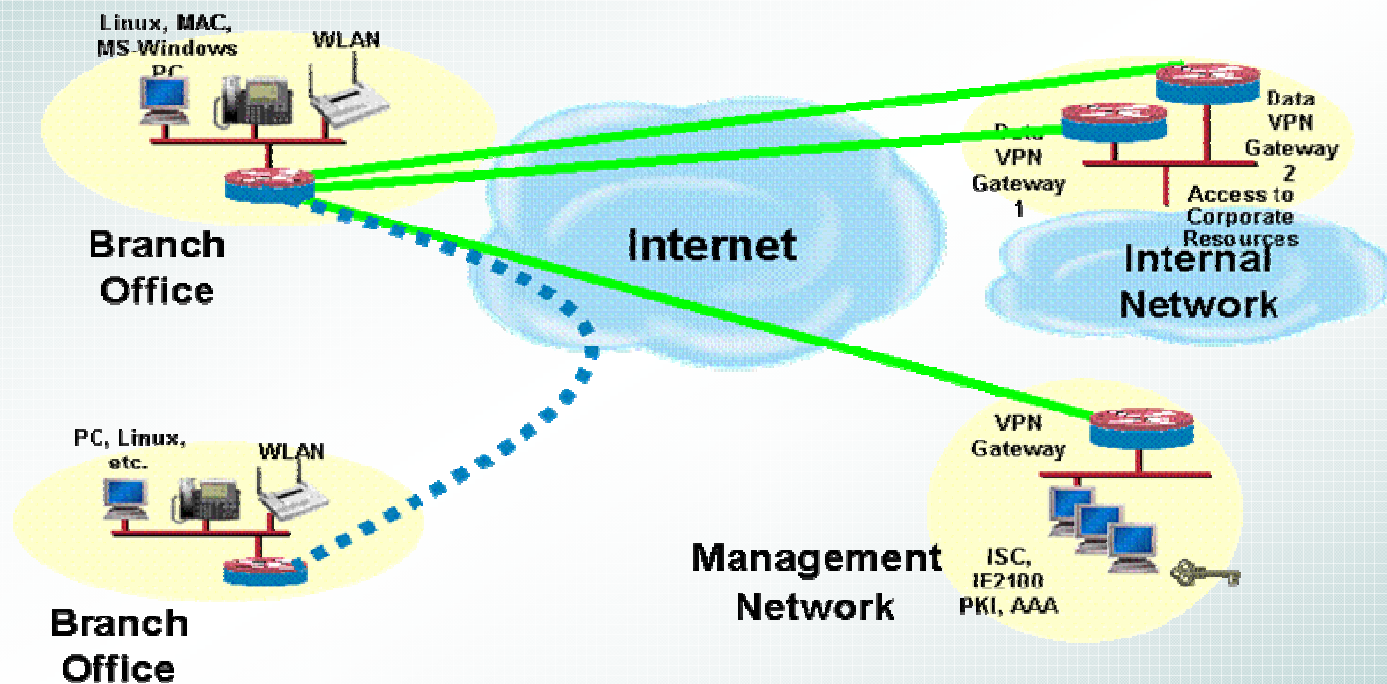 Linux, MAC,
MS-Windows
PC
WLAN
Branch
Office
Internet
Data
VPN
Gateway
1
Data
VPN
Gateway
2
Access to
Corporate
Resources
Internal
Network
PC, Linux,
etc.
WLAN
Branch
Office
Management
Network
VPN
Gateway
ISC,
IE2100
PKI, AAA